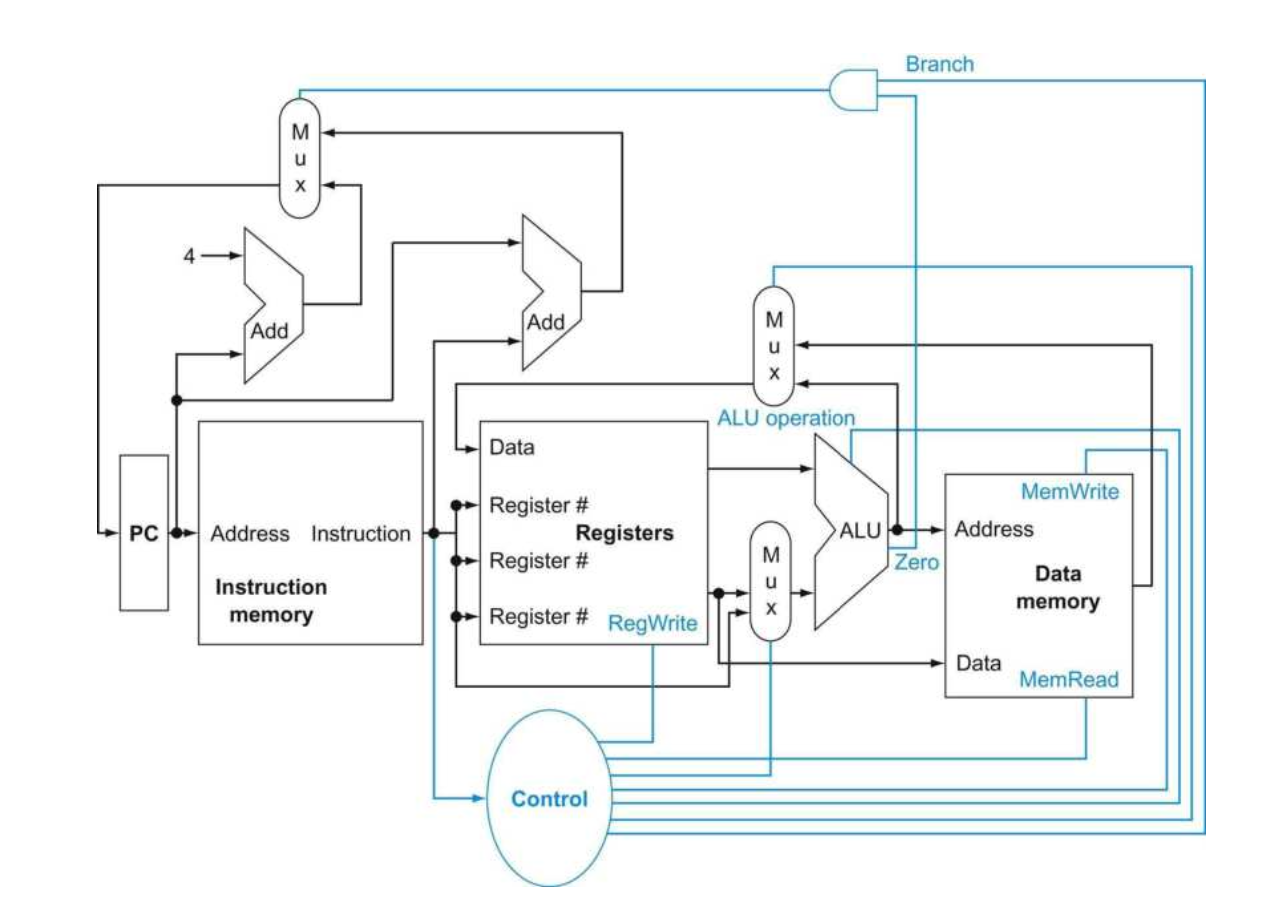 Branch
M
u
x
4
Add
Add
M
u
x
ALU operation
Data
Register #
Registers
Register #
Register #
RegWrite
PC
Address
Instruction
Instruction
memory
M
u
x
ALU
Zero
MemWrite
Address
Data
memory
Data
MemRead
Control